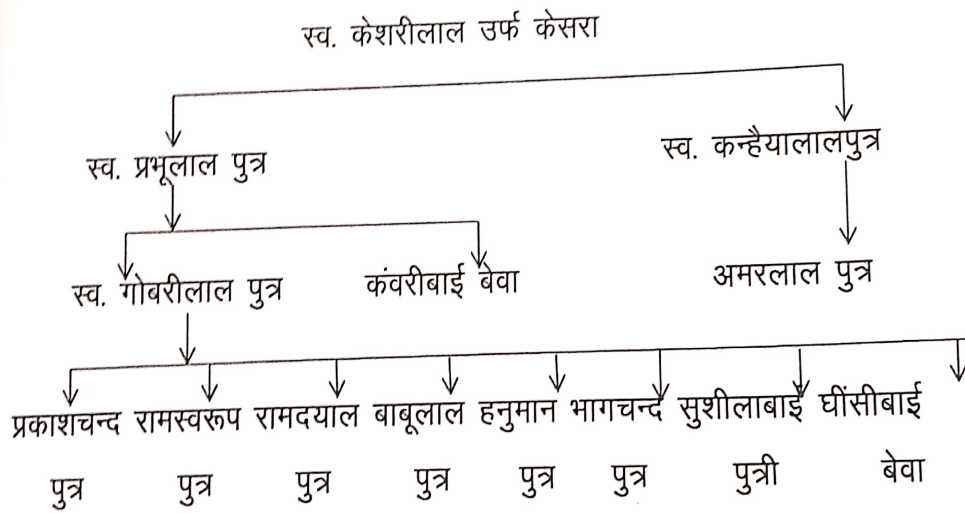 स्व. केशरीलाल उर्फ केसरा
स्व. प्रभूलाल पुत्र स्व. कन्हैयालालपुत्र
स्व. गोबरीलाल पुत्र कंवरीबाई बेवा अमरलाल पुत्र
प्रकाशचन्द रामस्वरूप रामदयाल बाबूलाल हनुमान भागचन्द सुशीलाबाई घींसीबाई
पुत्र पुत्र पुत्र पुत्र पुत्र पुत्र पुत्री बेवा